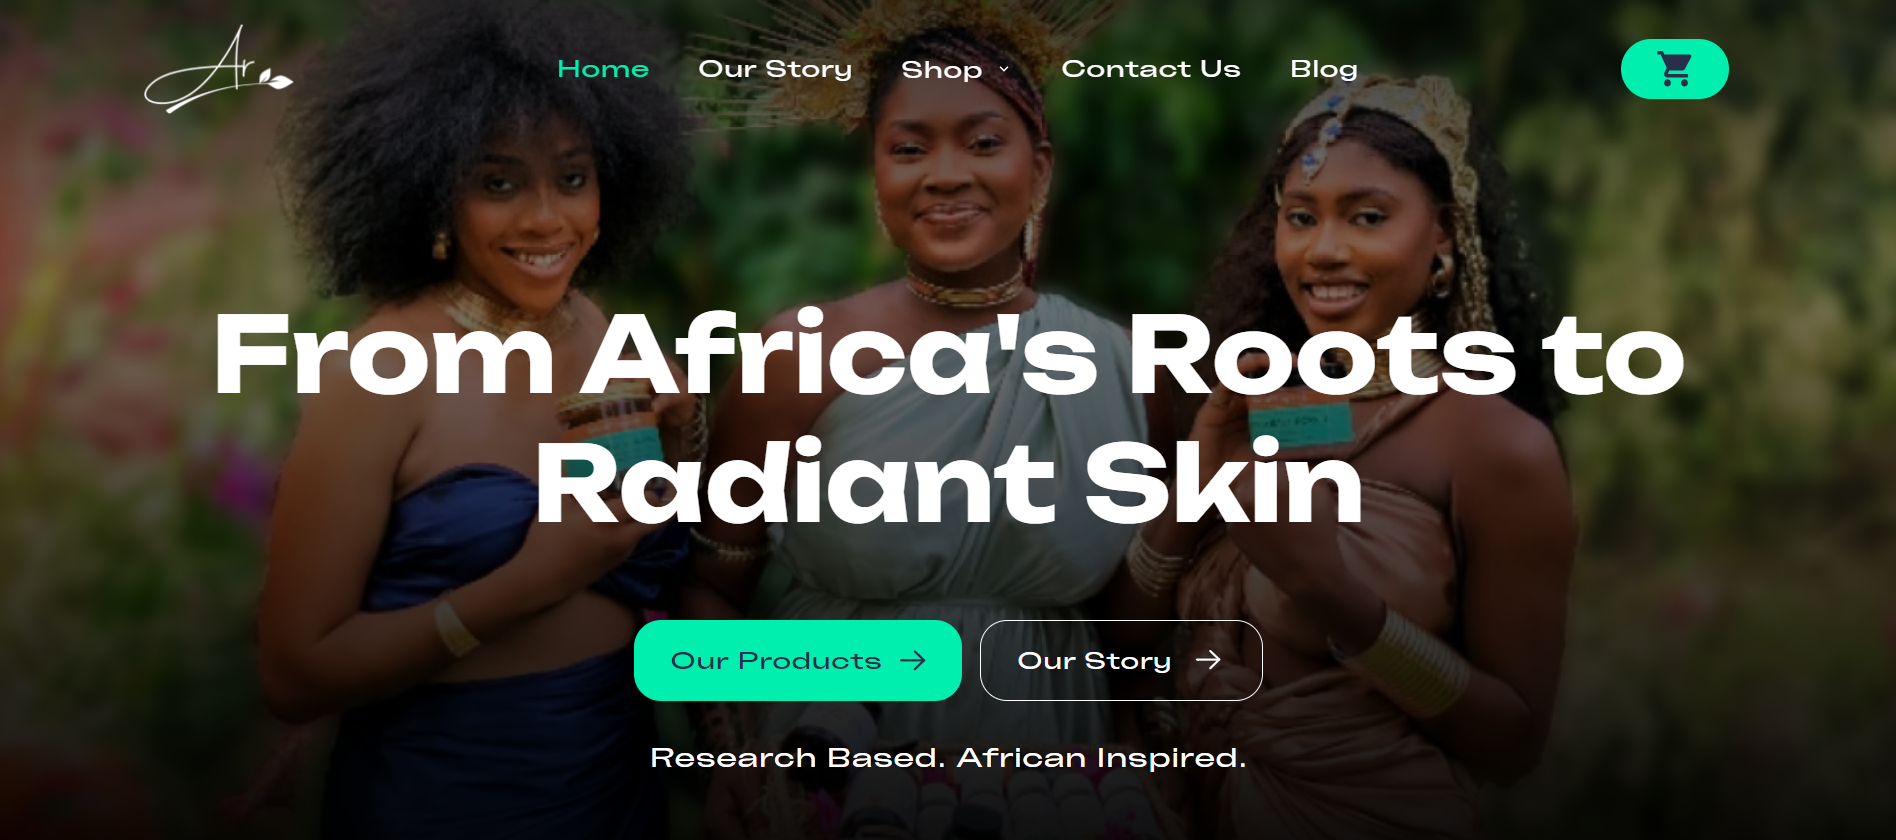 Ar
Home Our Story Shop Contact Us Blog
From Africa's Roots to
Radiant Skin
Our Products Our Story
Research Based. African Inspired.